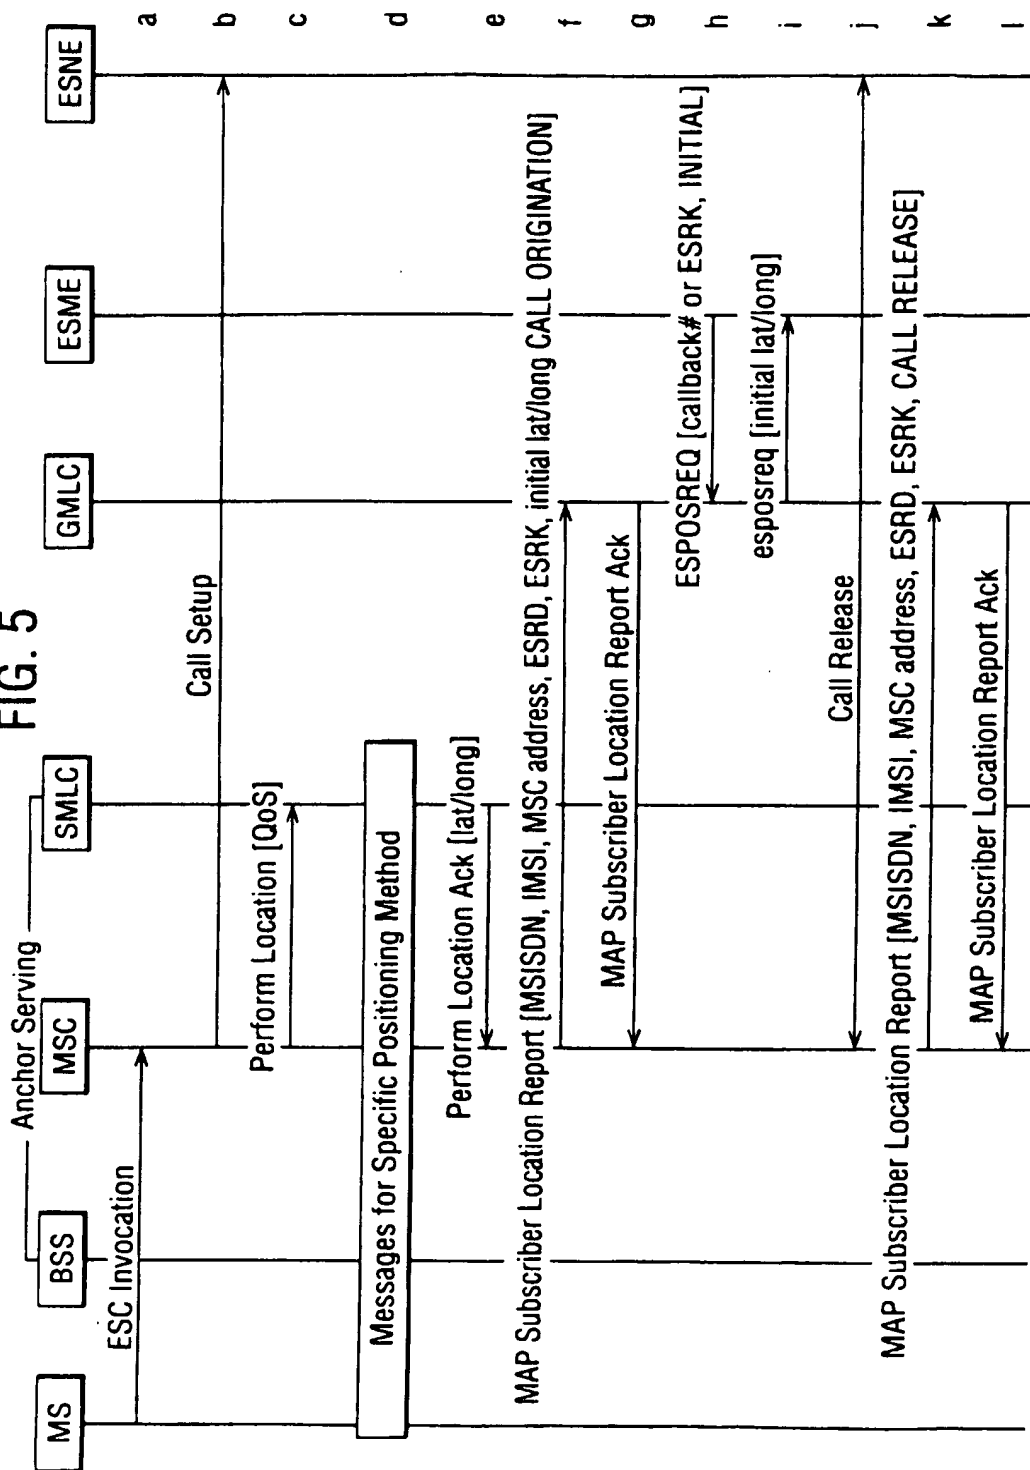 FIG. 5
Anchor Serving
MS
BSS
MSC
SMLC
GMLC
ESME
ESNE
ESC Invocation
a
Call Setup
b
Perform Location [QoS]
c
Messages for Specific Positioning Method
d
Perform Location Ack [lat/long]
e
MAP Subscriber Location Report [MSISDN, IMSI, MSC address, ESRD, ESRK, initial lat/long CALL ORIGINATION]
f
MAP Subscriber Location Report Ack
g
ESPOSREQ [callback# or ESRK, INITIAL]
h
esposreq [initial lat/long]
i
Call Release
j
MAP Subscriber Location Report [MSISDN, IMSI, MSC address, ESRD, ESRK, CALL RELEASE]
k
MAP Subscriber Location Report Ack
l